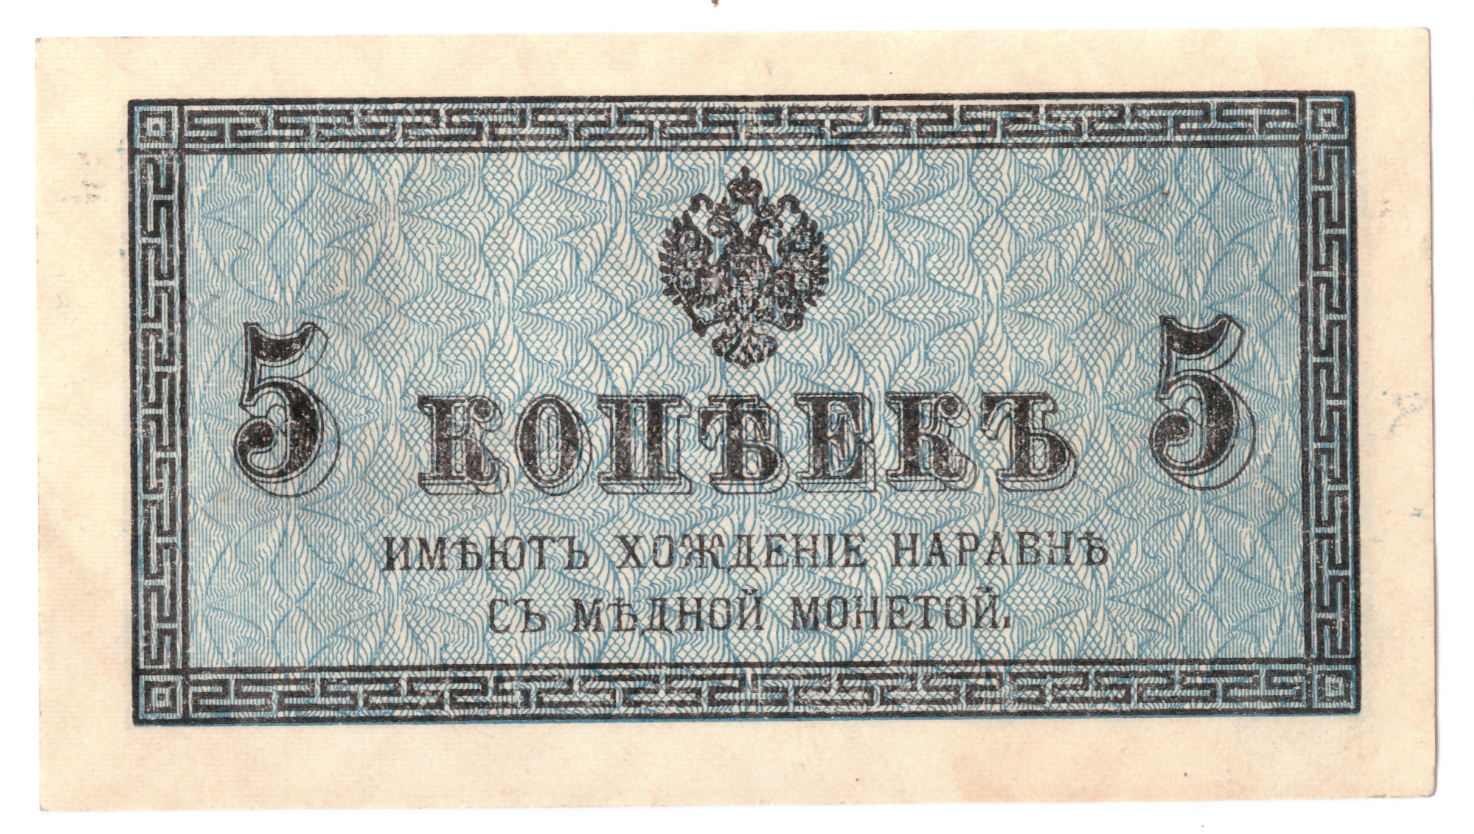 5 КОПѢЕКЪ 5
ИМѢЮТЪ ХОЖДЕНІЕ НАРАВНѢ
СЪ МѢДНОЙ МОНЕТОЙ.